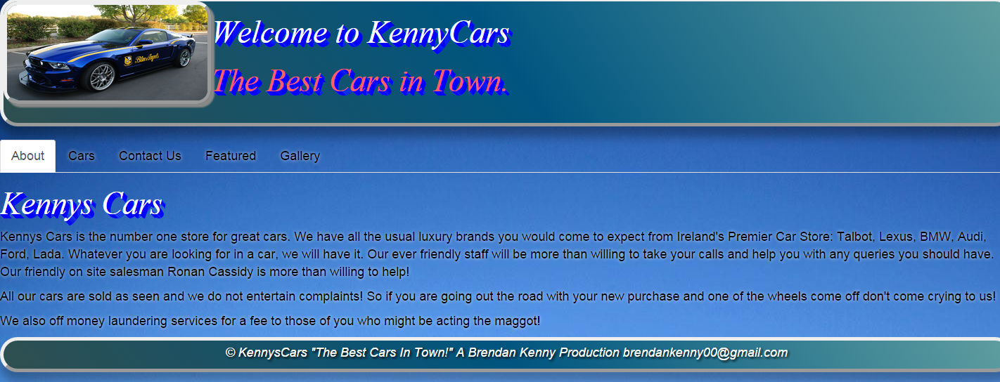 Blue Angels
Welcome to KennyCars
The Best Cars in Town.
About Cars Contact Us Featured Gallery
Kennys Cars
Kennys Cars is the number one store for great cars. We have all the usual luxury brands you would come to expect from Ireland's Premier Car Store: Talbot, Lexus, BMW, Audi,
Ford, Lada. Whatever you are looking for in a car, we will have it. Our ever friendly staff will be more than willing to take your calls and help you with any queries you should have.
Our friendly on site salesman Ronan Cassidy is more than willing to help!
All our cars are sold as seen and we do not entertain complaints! So if you are going out the road with your new purchase and one of the wheels come off don't come crying to us!
We also off money laundering services for a fee to those of you who might be acting the maggot!
© KennysCars "The Best Cars In Town!" A Brendan Kenny Production brendankenny00@gmail.com